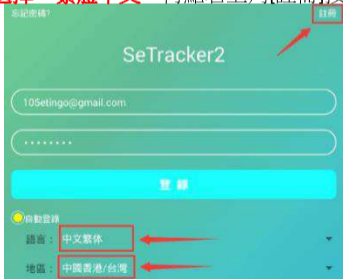 忘記密碼?
註冊
SeTracker2
105etingo@gmail.com
········
登 錄
自動登錄
語言： 中文繁体
地區： 中國香港/台灣